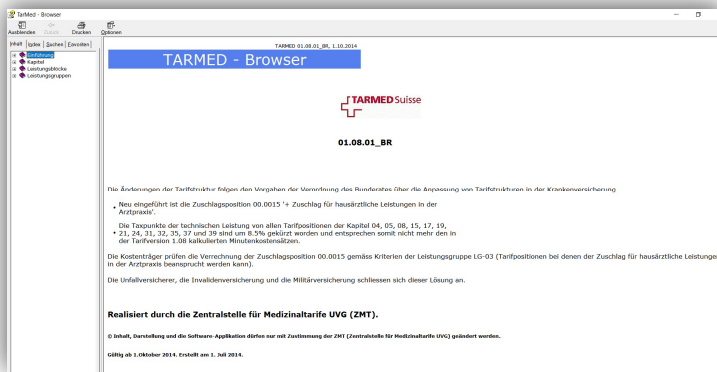 TarMed - Browser
Ausblenden Zurück Drucken Optionen
Inhalt Index Suchen Favoriten
Einführung
Kapitel
Leistungsblöcke
Leistungsgruppen
TARMED 01.08.01_BR, 1.10.2014
TARMED - Browser
TARMED Suisse
01.08.01_BR
Die Änderungen der Tarifstruktur folgen den Vorgaben der Verordnung des Bundesrates über die Anpassung von Tarifstrukturen in der Krankenversicherung
• Neu eingeführt ist die Zuschlagsposition 00.0015 '+ Zuschlag für hausärztliche Leistungen in der
Arztpraxis'.
Die Taxpunkte der technischen Leistung von allen Tarifpositionen der Kapitel 04, 05, 08, 15, 17, 19,
• 21, 24, 31, 32, 35, 37 und 39 sind um 8.5% gekürzt worden und entsprechen somit nicht mehr den in
der Tarifversion 1.08 kalkulierten Minutenkostensätzen.
Die Kostenträger prüfen die Verrechnung der Zuschlagsposition 00.0015 gemäss Kriterien der Leistungsgruppe LG-03 (Tarifpositionen bei denen der Zuschlag für hausärztliche Leistungen
in der Arztpraxis beansprucht werden kann).
Die Unfallversicherer, die Invalidenversicherung und die Militärversicherung schliessen sich dieser Lösung an.
Realisiert durch die Zentralstelle für Medizinaltarife UVG (ZMT).
© Inhalt, Darstellung und die Software-Applikation dürfen nur mit Zustimmung der ZMT (Zentralstelle für Medizinaltarife UVG) geändert werden.
Gültig ab 1.Oktober 2014. Erstellt am 1. Juli 2014.